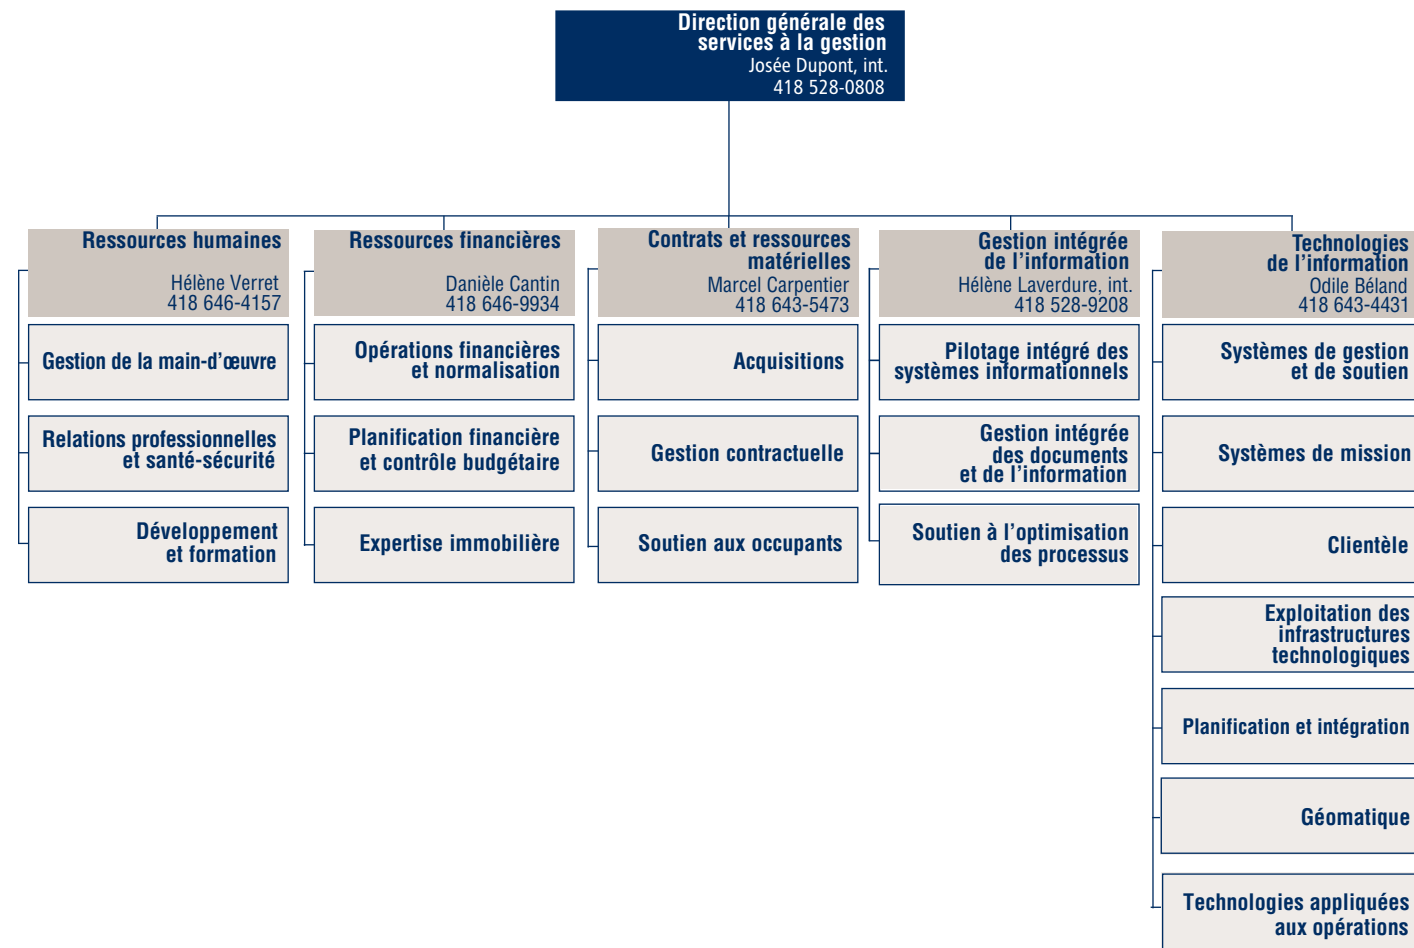 Direction générale des
services à la gestion
Josée Dupont, int.
418 528-0808
Ressources humaines
Hélène Verret
418 646-4157
Gestion de la main-d’œuvre
Relations professionnelles
et santé-sécurité
Développement
et formation
Ressources financières
Danièle Cantin
418 646-9934
Opérations financières
et normalisation
Planification financière
et contrôle budgétaire
Expertise immobilière
Contrats et ressources
matérielles
Marcel Carpentier
418 643-5473
Acquisitions
Gestion contractuelle
Soutien aux occupants
Gestion intégrée
de l’information
Hélène Laverdure, int.
418 528-9208
Pilotage intégré des
systèmes informationnels
Gestion intégrée
des documents
et de l’information
Soutien à l’optimisation
des processus
Technologies
de l’information
Odile Béland
418 643-4431
Systèmes de gestion
et de soutien
Systèmes de mission
Clientèle
Exploitation des
infrastructures
technologiques
Planification et intégration
Géomatique
Technologies appliquées
aux opérations